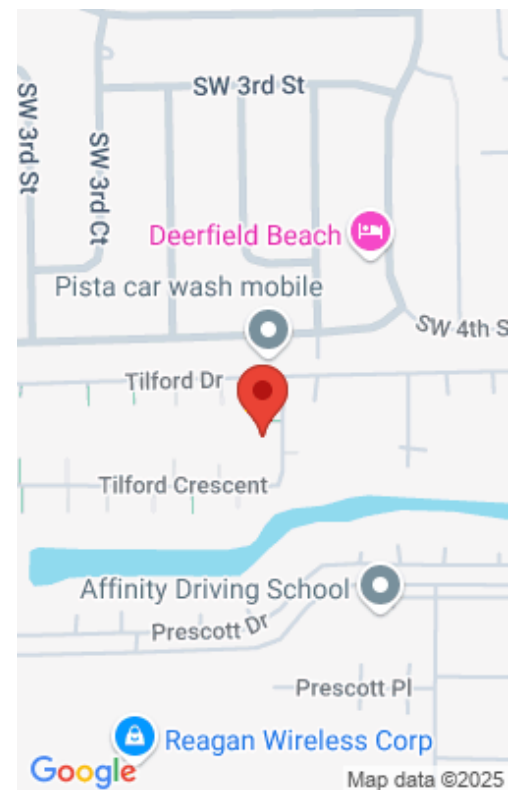 SW 3rd St
SW 3rd St
SW 3rd Ct
Deerfield Beach
Pista car wash mobile
SW 4th S
Tilford Dr
Tilford Crescent
Affinity Driving School
Prescott Dr
Prescott Pl
Reagan Wireless Corp
Google
Map data ©2025